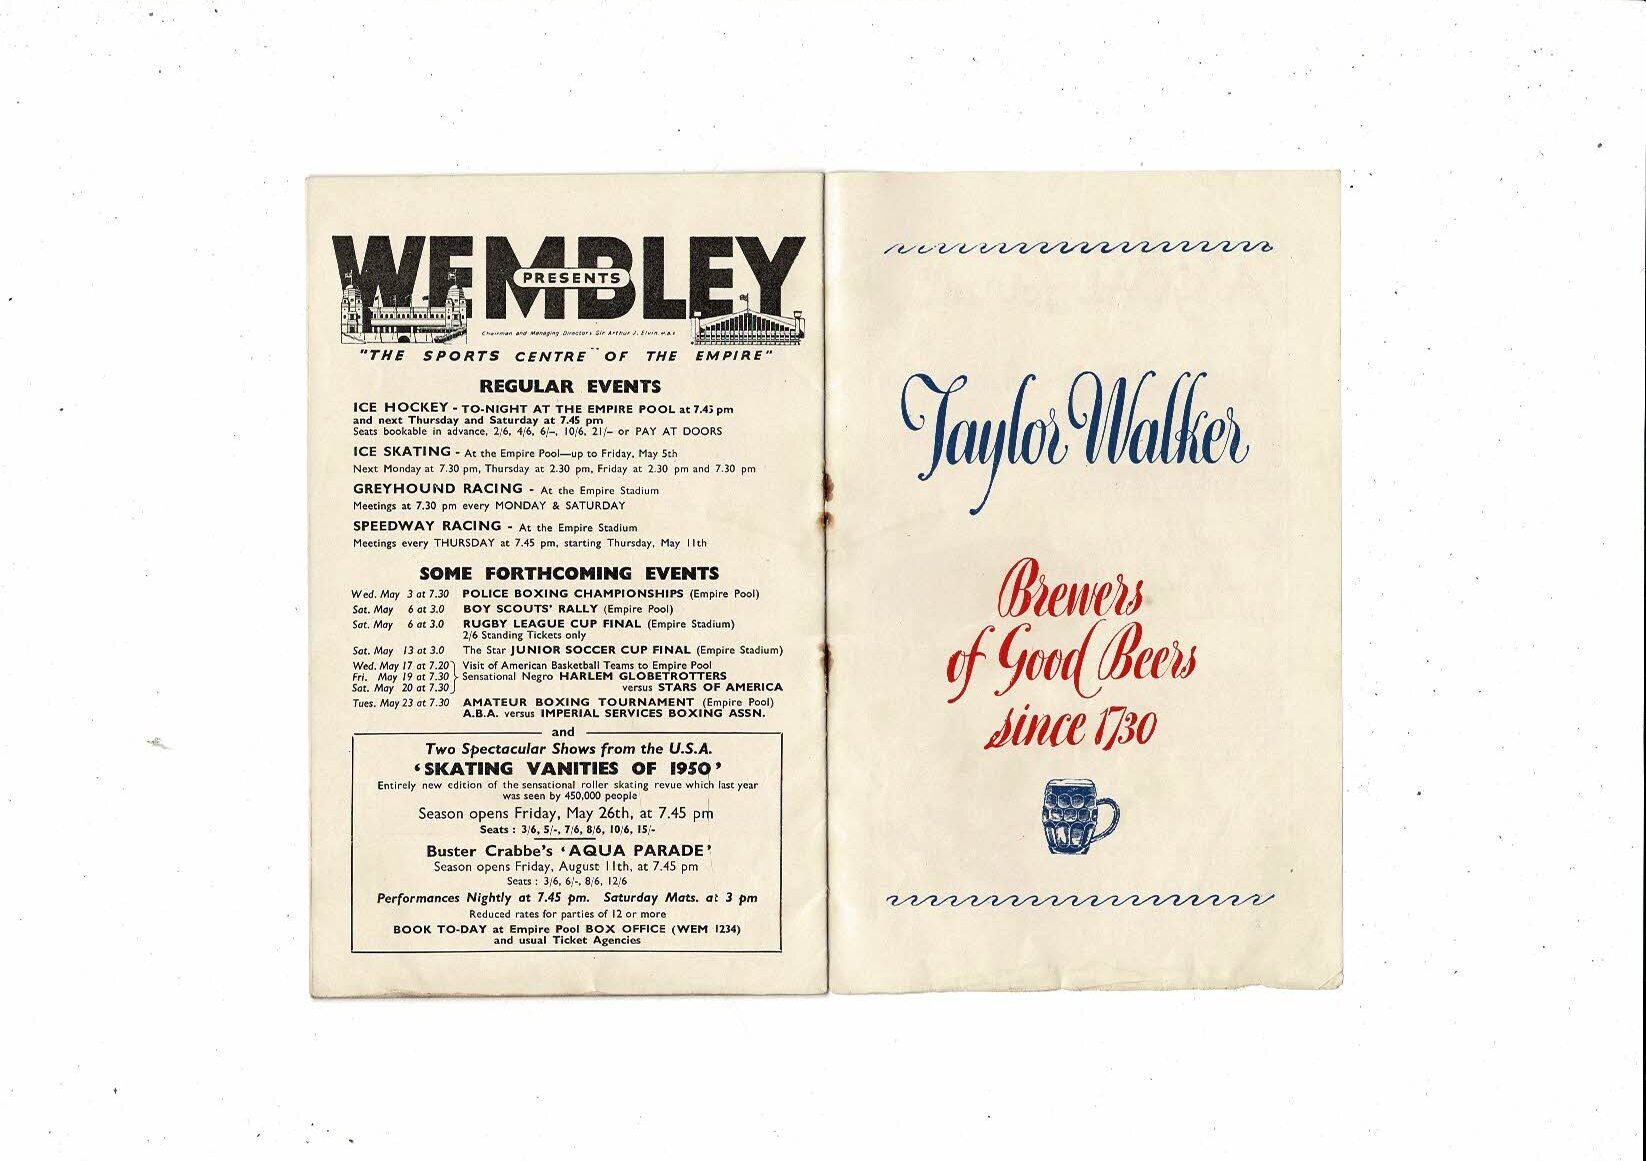 WEMBLEY
PRESENTS
Chairman and Managing Director: Sir Arthur J. Elvin, M.B.E.
"THE SPORTS CENTRE OF THE EMPIRE"
REGULAR EVENTS
ICE HOCKEY - TO-NIGHT AT THE EMPIRE POOL at 7.45 pm
and next Thursday and Saturday at 7.45 pm
Seats bookable in advance, 2/6, 4/6, 6/-, 10/6, 21/- or PAY AT DOORS
ICE SKATING - At the Empire Pool—up to Friday, May 5th
Next Monday at 7.30 pm, Thursday at 2.30 pm, Friday at 2.30 pm and 7.30 pm
GREYHOUND RACING - At the Empire Stadium
Meetings at 7.30 pm every MONDAY & SATURDAY
SPEEDWAY RACING - At the Empire Stadium
Meetings every THURSDAY at 7.45 pm, starting Thursday, May 11th
SOME FORTHCOMING EVENTS
Wed. May 3 at 7.30 POLICE BOXING CHAMPIONSHIPS (Empire Pool)
Sat. May 6 at 3.0 BOY SCOUTS' RALLY (Empire Pool)
Sat. May 6 at 3.0 RUGBY LEAGUE CUP FINAL (Empire Stadium)
2/6 Standing Tickets only
Sat. May 13 at 3.0 The Star JUNIOR SOCCER CUP FINAL (Empire Stadium)
Wed. May 17 at 7.20 Visit of American Basketball Teams to Empire Pool
Fri. May 19 at 7.30 Sensational Negro HARLEM GLOBETROTTERS
Sat. May 20 at 7.30 versus STARS OF AMERICA
Tues. May 23 at 7.30 AMATEUR BOXING TOURNAMENT (Empire Pool)
A.B.A. versus IMPERIAL SERVICES BOXING ASSN.
and
Two Spectacular Shows from the U.S.A.
'SKATING VANITIES OF 1950'
Entirely new edition of the sensational roller skating revue which last year
was seen by 450,000 people
Season opens Friday, May 26th, at 7.45 pm
Seats : 3/6, 5/-, 7/6, 8/6, 10/6, 15/-
Buster Crabbe's 'AQUA PARADE'
Season opens Friday, August 11th, at 7.45 pm
Seats : 3/6, 6/-, 8/6, 12/6
Performances Nightly at 7.45 pm. Saturday Mats. at 3 pm
Reduced rates for parties of 12 or more
BOOK TO-DAY at Empire Pool BOX OFFICE (WEM 1234)
and usual Ticket Agencies
Taylor Walker
Brewers
of Good Beers
since 1730